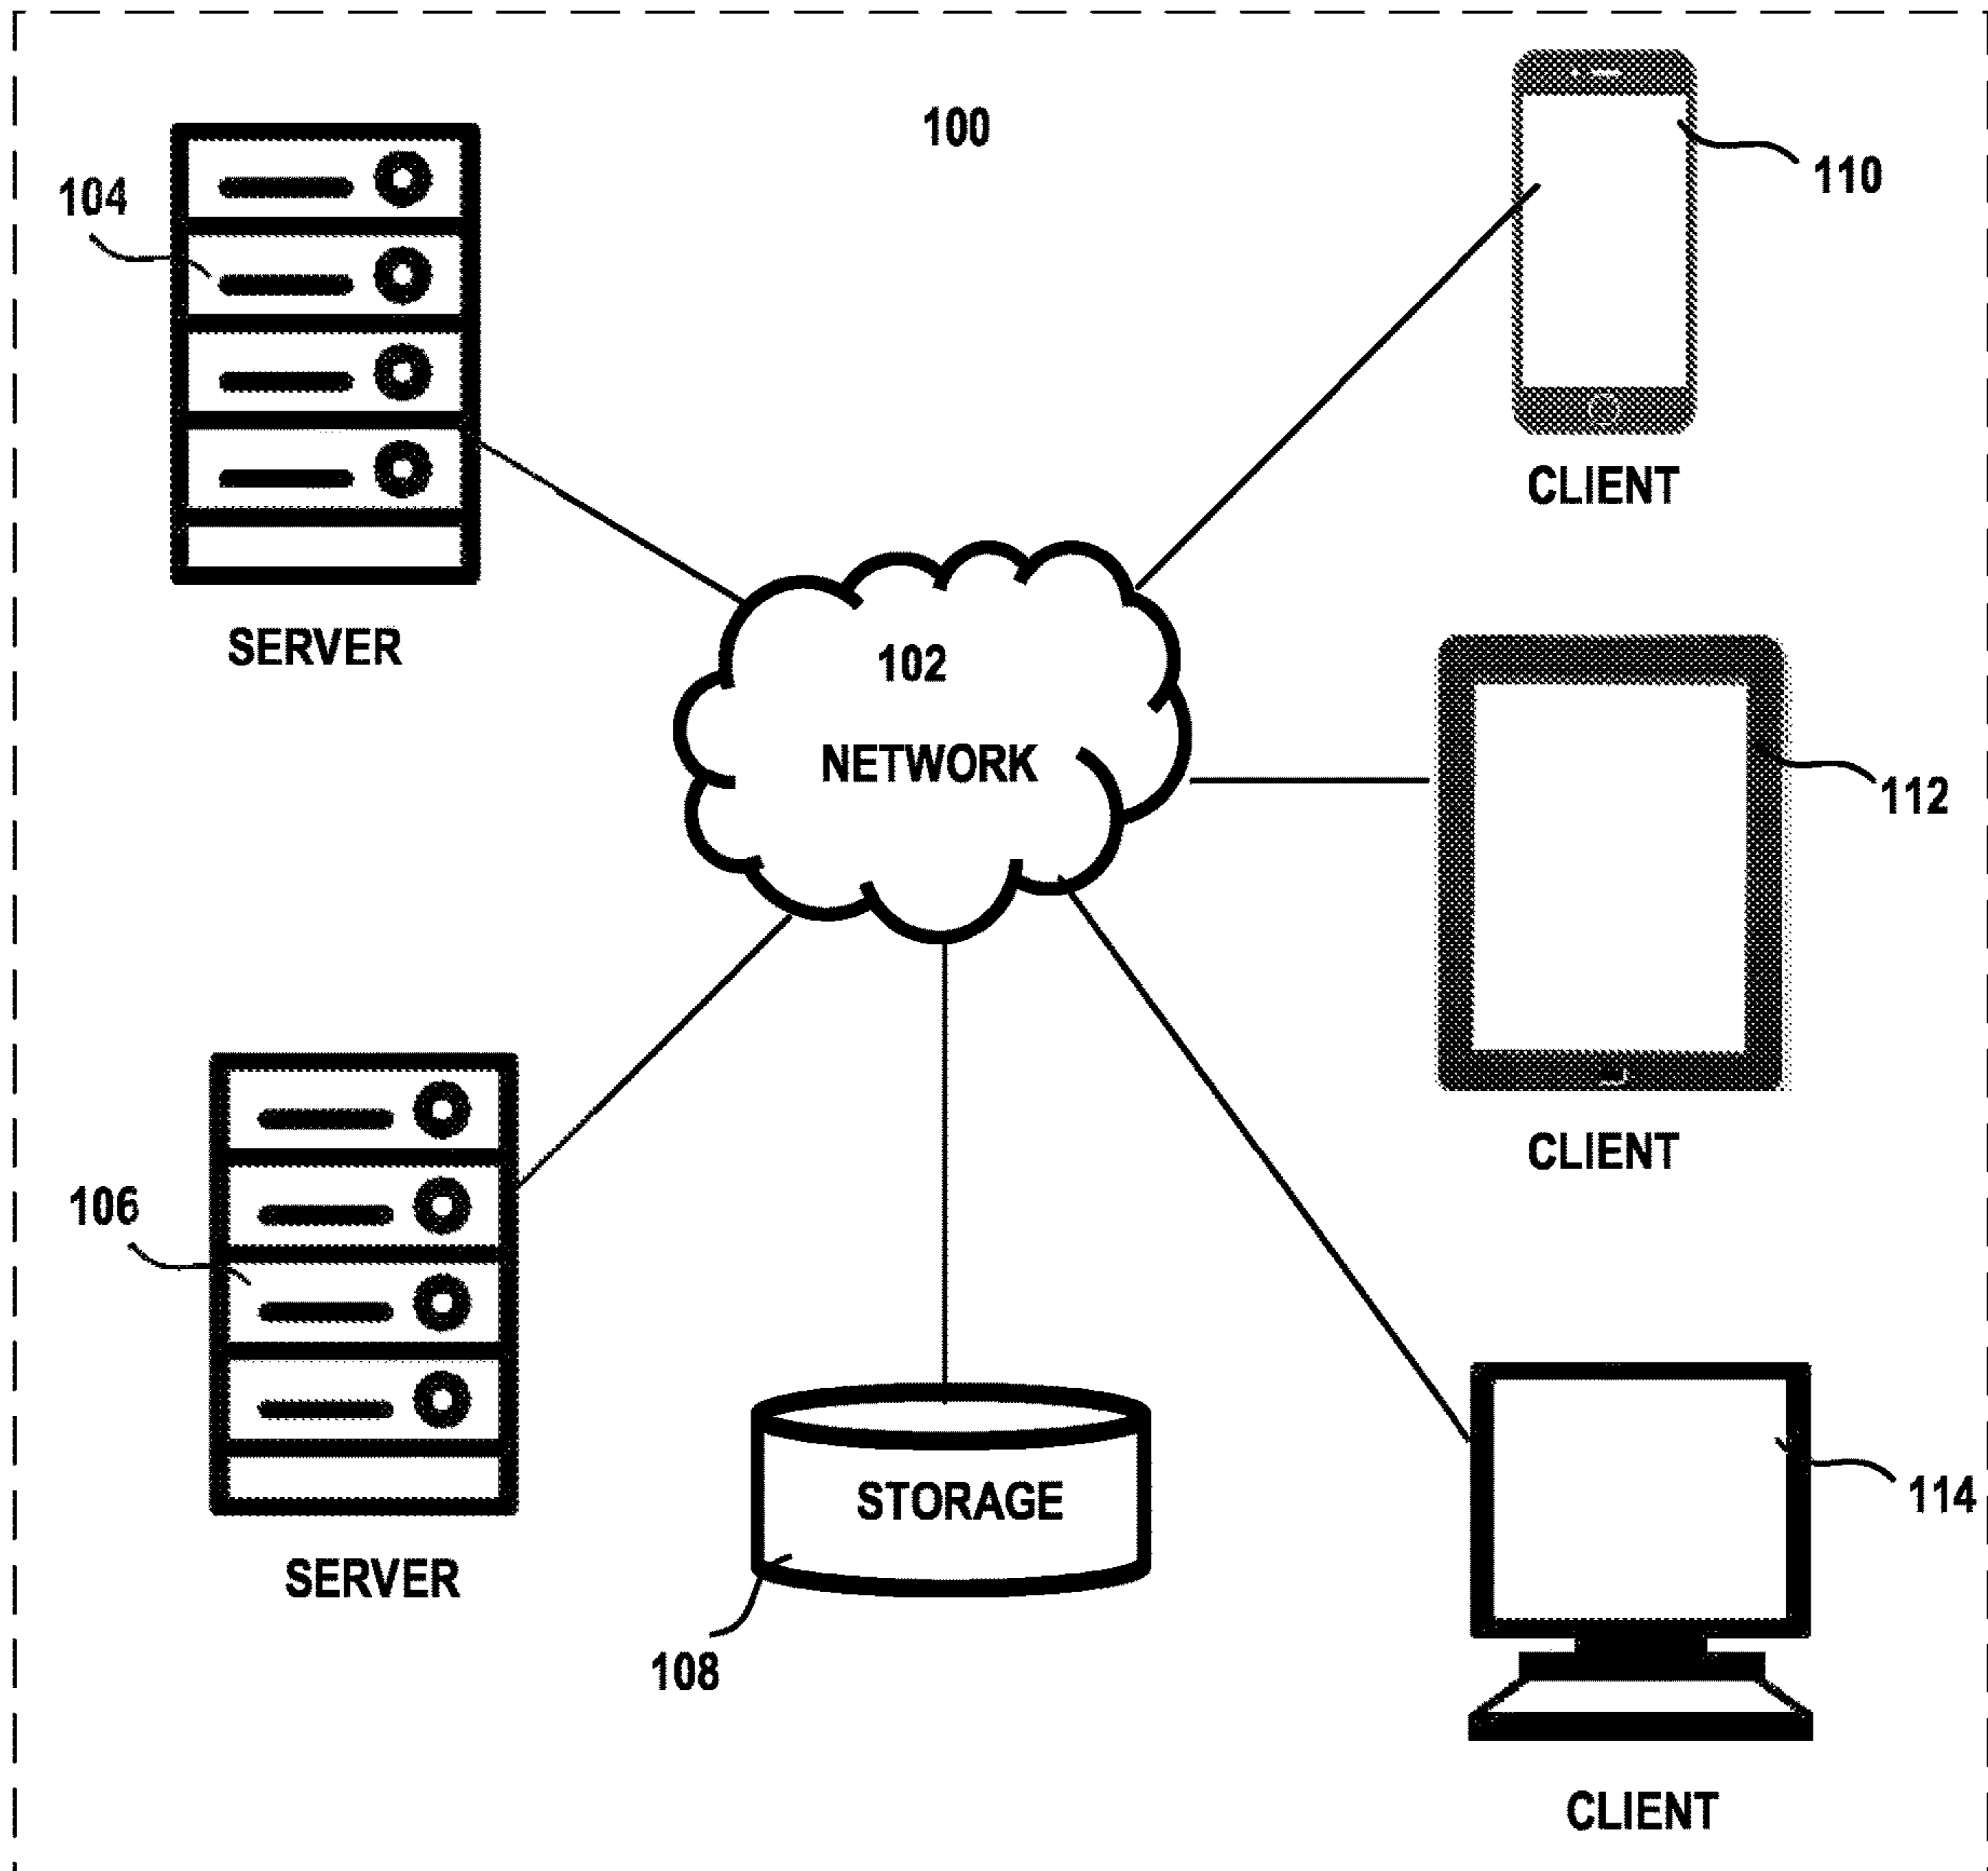 100
110
104
CLIENT
SERVER
102
NETWORK
112
CLIENT
106
STORAGE
114
SERVER
108
CLIENT